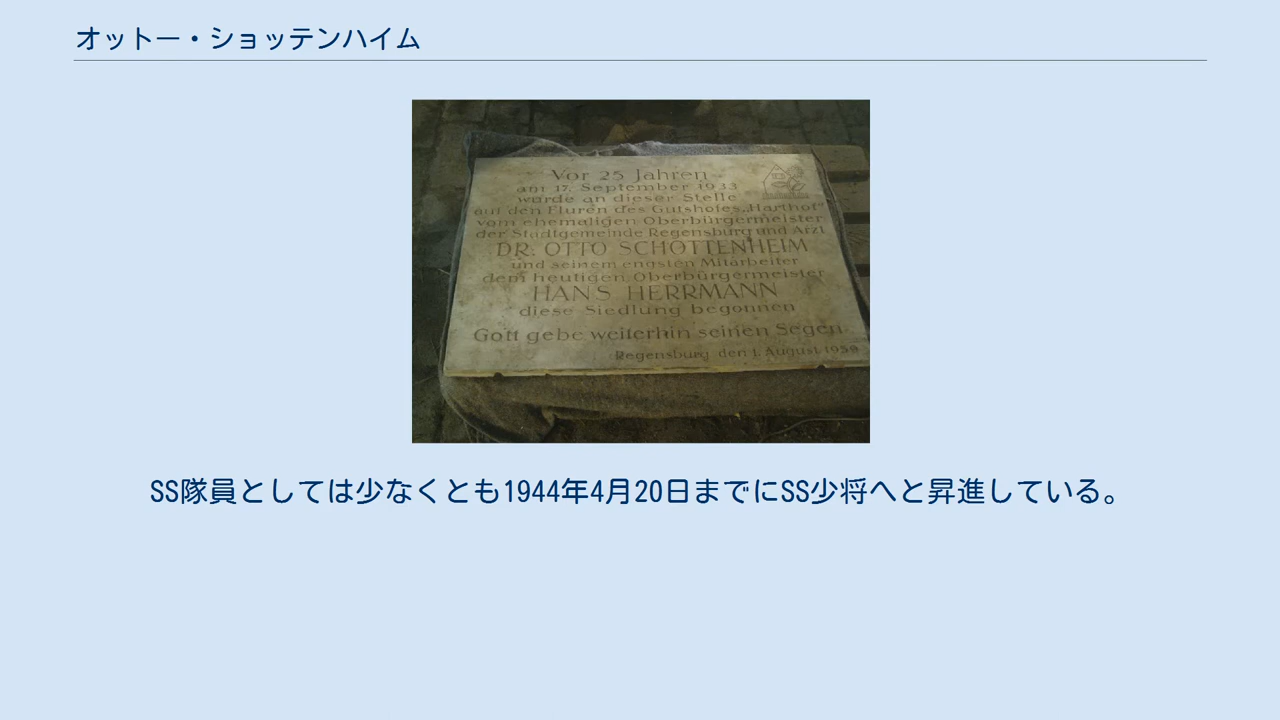 オットー・ショッテンハイム
Vor 25 Jahren
am 17. September 1933
wurde an dieser Stelle
auf den Fluren des Gutshofes „Harthof"
vom ehemaligen Oberbürgermeister
der Stadtgemeinde Regensburg und Arzt
DR. OTTO SCHOTTENHEIM
und seinem engsten Mitarbeiter
dem heutigen Oberbürgermeister
HANS HERRMANN
diese Siedlung begonnen
Gott gebe weiterhin seinen Segen
Regensburg den 1. August 1959
SS隊員としては少なくとも1944年4月20日までにSS少将へと昇進している。